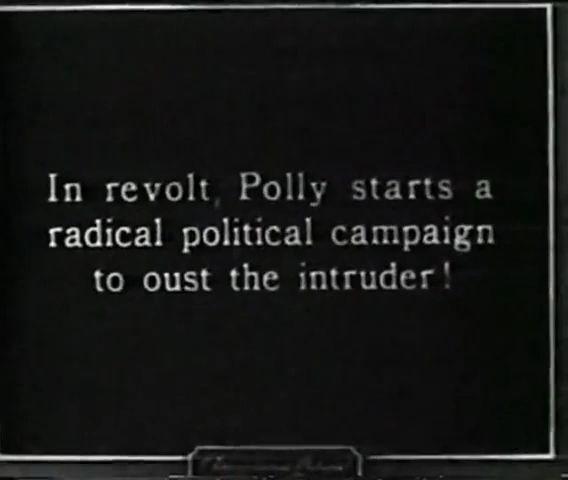 In revolt, Polly starts a
radical political campaign
to oust the intruder!